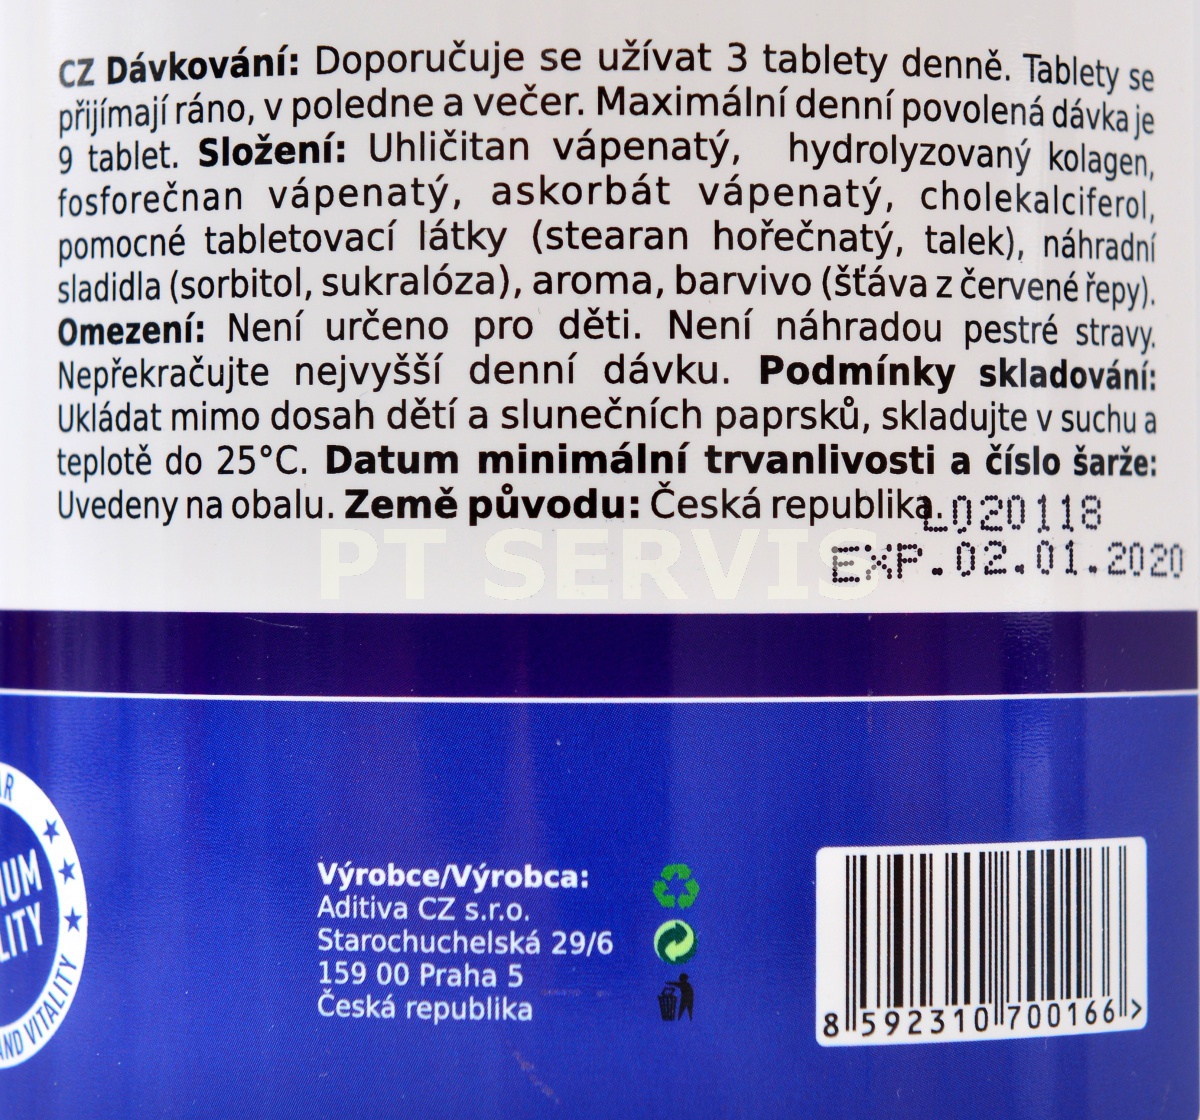 CZ Dávkování: Doporučuje se užívat 3 tablety denně. Tablety se
přijímají ráno, v poledne a večer. Maximální denní povolená dávka je
9 tablet. Složení: Uhličitan vápenatý, hydrolyzovaný kolagen,
fosforečnan vápenatý, askorbát vápenatý, cholekalciferol,
pomocné tabletovací látky (stearan hořečnatý, talek), náhradní
sladidla (sorbitol, sukralóza), aroma, barvivo (šťáva z červené řepy).
Omezení: Není určeno pro děti. Není náhradou pestré stravy.
Nepřekračujte nejvyšší denní dávku. Podmínky skladování:
Ukládat mimo dosah dětí a slunečních paprsků, skladujte v suchu a
teplotě do 25°C. Datum minimální trvanlivosti a číslo šarže:
Uvedeny na obalu. Země původu: Česká republika.
L020118
EXP.02.01.2020
PT SERVIS
AND VITALITY
Výrobce/Výrobca:
Aditiva CZ s.r.o.
Starochuchelská 29/6
159 00 Praha 5
Česká republika
8 592310 700166 >